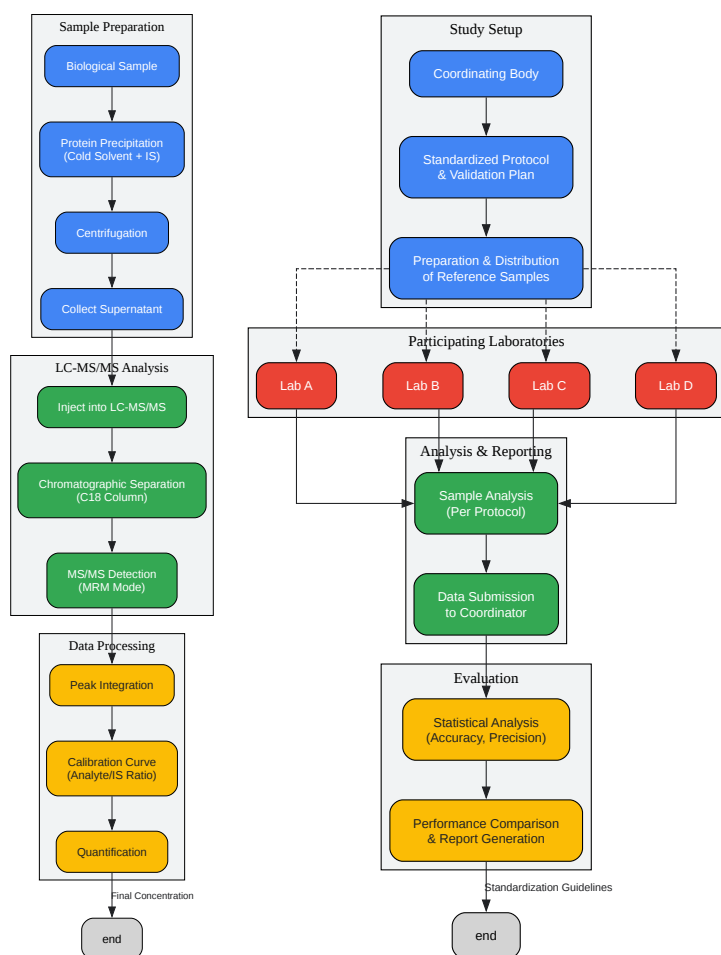 Sample Preparation
Biological Sample
Protein Precipitation
(Cold Solvent + IS)
Centrifugation
Collect Supernatant
LC-MS/MS Analysis
Inject into LC-MS/MS
Chromatographic Separation
(C18 Column)
MS/MS Detection
(MRM Mode)
Data Processing
Peak Integration
Calibration Curve
(Analyte/IS Ratio)
Quantification
Final Concentration
end
Study Setup
Coordinating Body
Standardized Protocol
& Validation Plan
Preparation & Distribution
of Reference Samples
Participating Laboratories
Lab A
Lab B
Lab C
Lab D
Analysis & Reporting
Sample Analysis
(Per Protocol)
Data Submission
to Coordinator
Evaluation
Statistical Analysis
(Accuracy, Precision)
Performance Comparison
& Report Generation
Standardization Guidelines
end